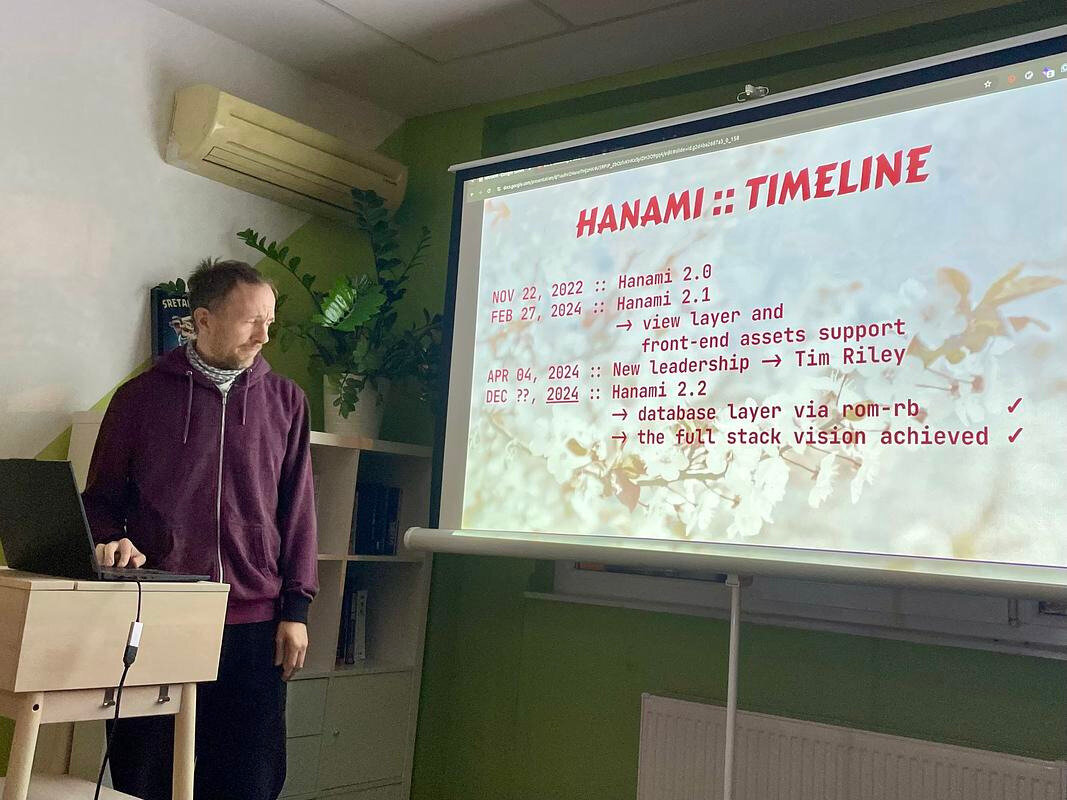 SRETA
HANAMI :: TIMELINE
NOV 22, 2022 :: Hanami 2.0
FEB 27, 2024 :: Hanami 2.1
→ view layer and
front-end assets support
APR 04, 2024 :: New leadership → Tim Riley
DEC ??, 2024 :: Hanami 2.2
→ database layer via rom-rb ✓
→ the full stack vision achieved ✓